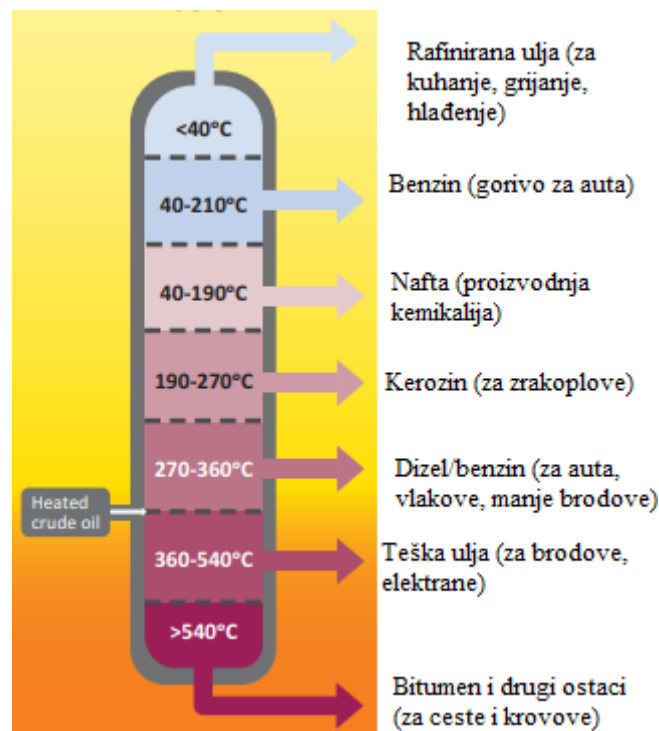 Rafinirana ulja (za
kuhanje, grijanje,
hlađenje)
<40°C
Benzin (gorivo za auta)
40-210°C
Nafta (proizvodnja
kemikalija)
40-190°C
Kerozin (za zrakoplove)
190-270°C
Dizel/benzin (za auta,
vlakove, manje brodove)
270-360°C
Heated
crude oil
Teška ulja (za brodove,
elektrane)
360-540°C
>540°C
Bitumen i drugi ostaci
(za ceste i krovove)